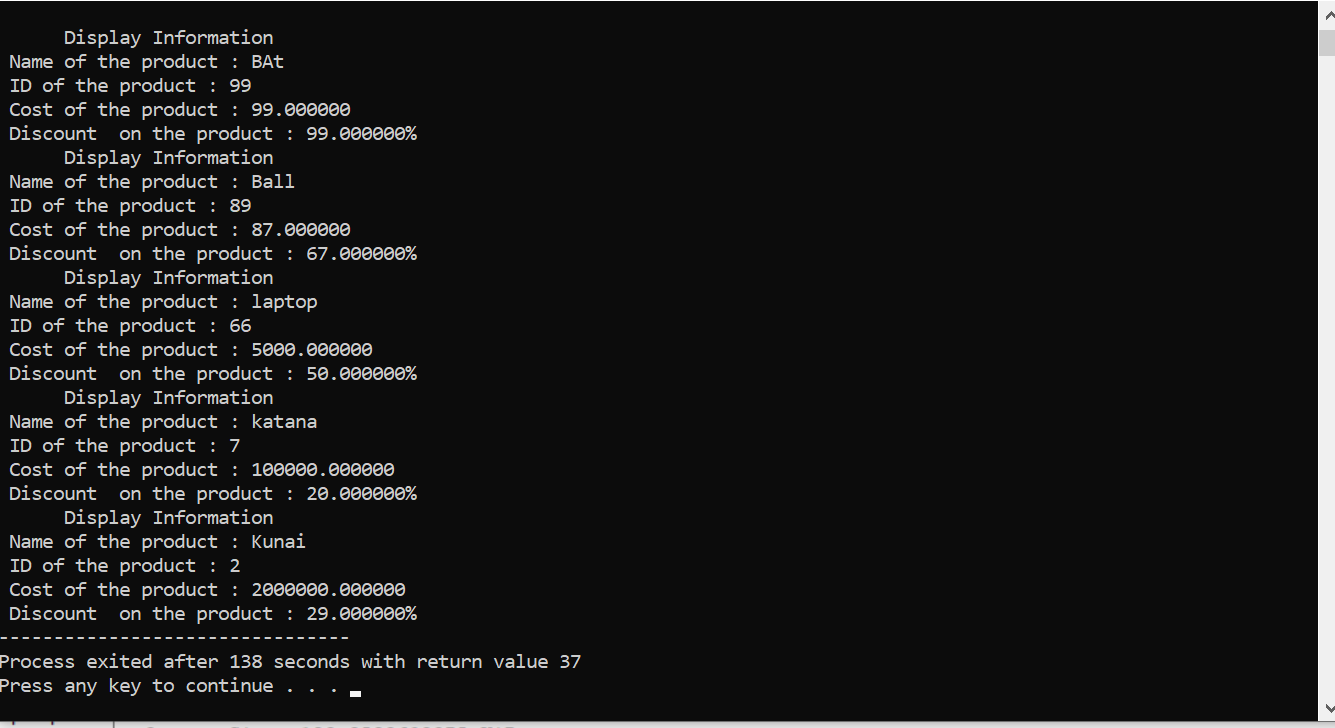 Display Information
Name of the product : BAt
ID of the product : 99
Cost of the product : 99.000000
Discount  on the product : 99.000000%
Display Information
Name of the product : Ball
ID of the product : 89
Cost of the product : 87.000000
Discount  on the product : 67.000000%
Display Information
Name of the product : laptop
ID of the product : 66
Cost of the product : 5000.000000
Discount  on the product : 50.000000%
Display Information
Name of the product : katana
ID of the product : 7
Cost of the product : 100000.000000
Discount  on the product : 20.000000%
Display Information
Name of the product : Kunai
ID of the product : 2
Cost of the product : 2000000.000000
Discount  on the product : 29.000000%
--------------------------------
Process exited after 138 seconds with return value 37
Press any key to continue . . .